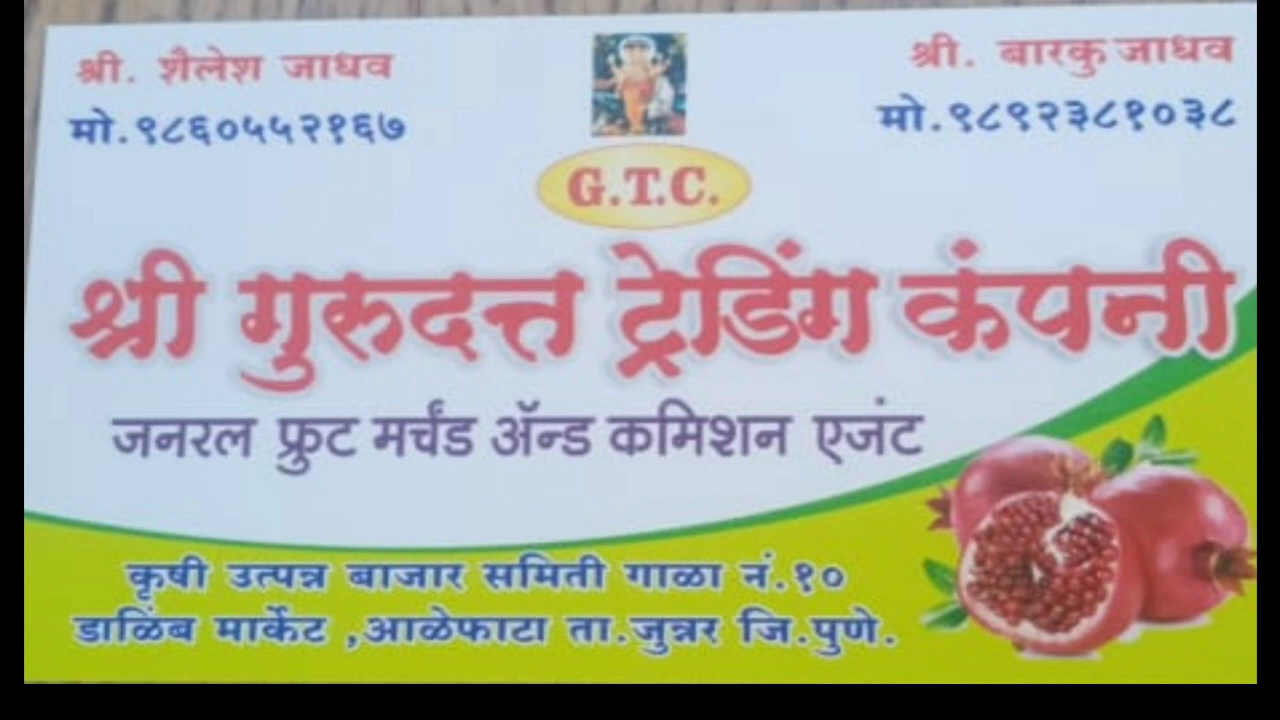 श्री. शैलेश जाधव
श्री. बारकु जाधव
मो.९८६०५५२१६७
मो.९८९२३८१०३८
G.T.C.
श्री गुरुदत्त ट्रेडिंग कंपनी
जनरल फ्रुट मर्चंड ॲन्ड कमिशन एजंट
कृषी उत्पन्न बाजार समिती गाळा नं.१०
डाळिंब मार्केट ,आळेफाटा ता.जुन्नर जि.पुणे.